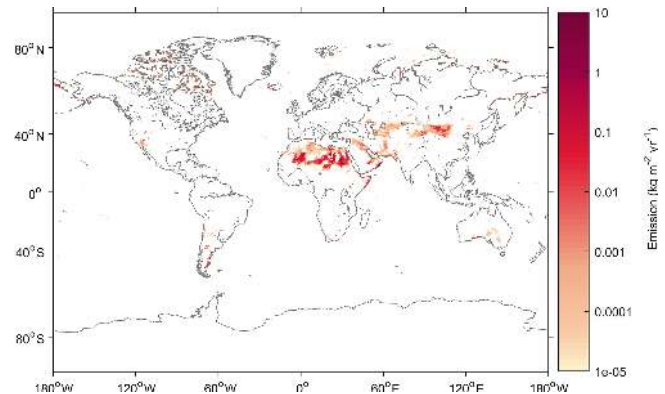 80° N
40° N
0°
40° S
80° S
180° W
120° W
60° W
0°
60° E
120° E
180° W
10
1
0.1
0.01
0.001
0.0001
1e-05
Emission (kg m⁻² yr⁻¹)